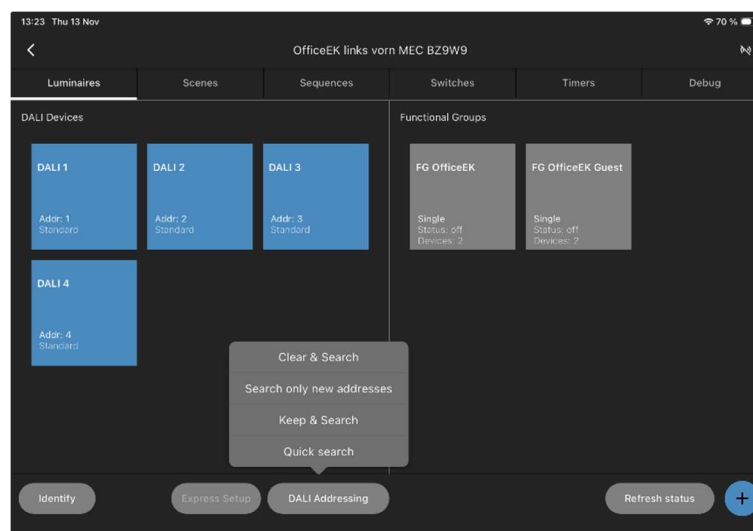 13:23 Thu 13 Nov
70 %
OfficeEK links vorn MEC BZ9W9
Luminaires
Scenes
Sequences
Switches
Timers
Debug
DALI Devices
Functional Groups
DALI 1
Addr: 1
Standard
DALI 2
Addr: 2
Standard
DALI 3
Addr: 3
Standard
DALI 4
Addr: 4
Standard
FG OfficeEK
Single
Status: off
Devices: 2
FG OfficeEK Guest
Single
Status: off
Devices: 2
Clear & Search
Search only new addresses
Keep & Search
Quick search
Identify
Express Setup
DALI Addressing
Refresh status
+